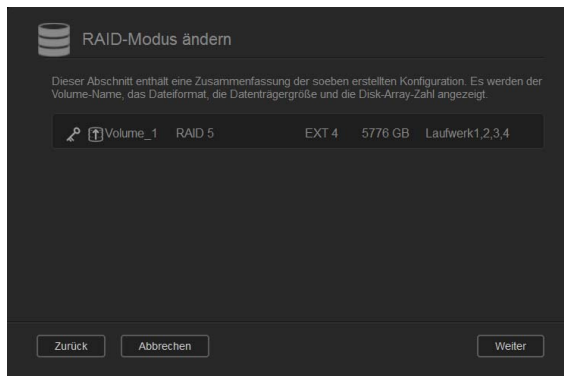 RAID-Modus ändern
Dieser Abschnitt enthält eine Zusammenfassung der soeben erstellten Konfiguration. Es werden der
Volume-Name, das Dateiformat, die Datenträgergröße und die Disk-Array-Zahl angezeigt.
Volume_1 RAID 5 EXT 4 5776 GB Laufwerk1,2,3,4
Zurück Abbrechen Weiter